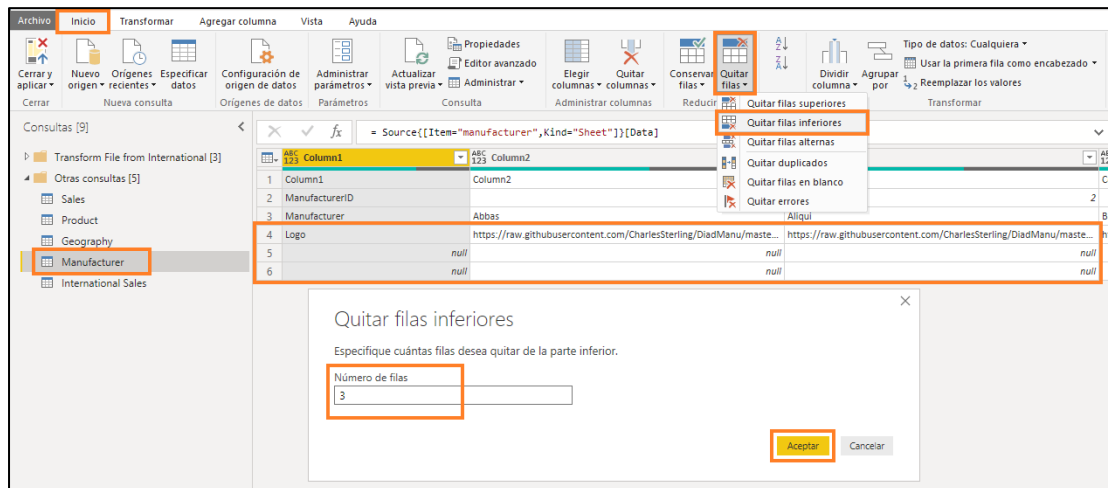 Archivo Inicio Transformar Agregar columna Vista Ayuda
Cerrar y aplicar
Nuevo origen
Orígenes recientes
Especificar datos
Configuración de origen de datos
Administrar parámetros
Actualizar vista previa
Propiedades
Editor avanzado
Administrar
Elegir columnas
Quitar columnas
Conservar filas
Quitar filas
Dividir columna
Agrupar por
Tipo de datos: Cualquiera
Usar la primera fila como encabezado
Reemplazar los valores
Cerrar Nueva consulta Orígenes de datos Parámetros Consulta Administrar columnas Reducir Transformar
Quitar filas superiores
Quitar filas inferiores
Quitar filas alternas
Quitar duplicados
Quitar filas en blanco
Quitar errores
Consultas [9]
Transform File from International [3]
Otras consultas [5]
Sales
Product
Geography
Manufacturer
International Sales
fx = Source{[Item="manufacturer",Kind="Sheet"]}[Data]
ABC 123 Column1 ABC 123 Column2
1 Column1 Column2
2 ManufacturerID 2
3 Manufacturer Abbas Aliqui
4 Logo https://raw.githubusercontent.com/CharlesSterling/DiadManu/maste... https://raw.githubusercontent.com/CharlesSterling/DiadManu/maste...
5 null null null
6 null null null
Quitar filas inferiores
Especifique cuántas filas desea quitar de la parte inferior.
Número de filas
3
Aceptar Cancelar